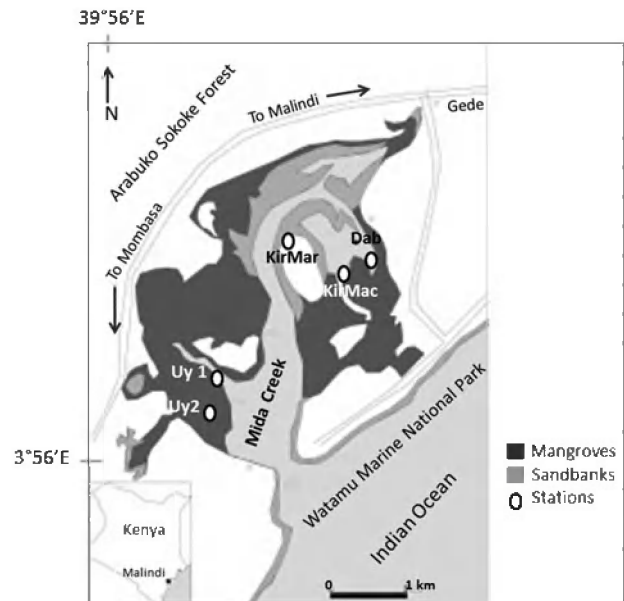 39°56'E
N
Arabuko Sokoke Forest
To Malindi
Gede
To Mombasa
Dab
KirMar
KirMac
Uy 1
Uy2
Mida Creek
Watamu Marine National Park
3°56'E
Indian Ocean
Mangroves
Sandbanks
Stations
Kenya
Malindi
0 1 km